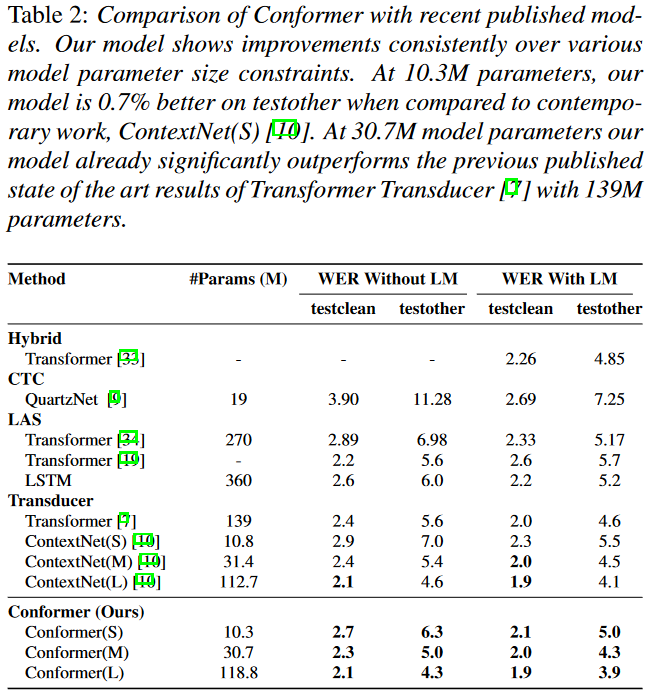 Table 2: Comparison of Conformer with recent published mod-
els. Our model shows improvements consistently over various
model parameter size constraints. At 10.3M parameters, our
model is 0.7% better on testother when compared to contempo-
rary work, ContextNet(S) [10]. At 30.7M model parameters our
model already significantly outperforms the previous published
state of the art results of Transformer Transducer [7] with 139M
parameters.
Method #Params (M) WER Without LM WER With LM
testclean testother testclean testother
Hybrid
Transformer [33] - - - 2.26 4.85
CTC
QuartzNet [9] 19 3.90 11.28 2.69 7.25
LAS
Transformer [34] 270 2.89 6.98 2.33 5.17
Transformer [19] - 2.2 5.6 2.6 5.7
LSTM 360 2.6 6.0 2.2 5.2
Transducer
Transformer [7] 139 2.4 5.6 2.0 4.6
ContextNet(S) [10] 10.8 2.9 7.0 2.3 5.5
ContextNet(M) [10] 31.4 2.4 5.4 2.0 4.5
ContextNet(L) [10] 112.7 2.1 4.6 1.9 4.1
Conformer (Ours)
Conformer(S) 10.3 2.7 6.3 2.1 5.0
Conformer(M) 30.7 2.3 5.0 2.0 4.3
Conformer(L) 118.8 2.1 4.3 1.9 3.9